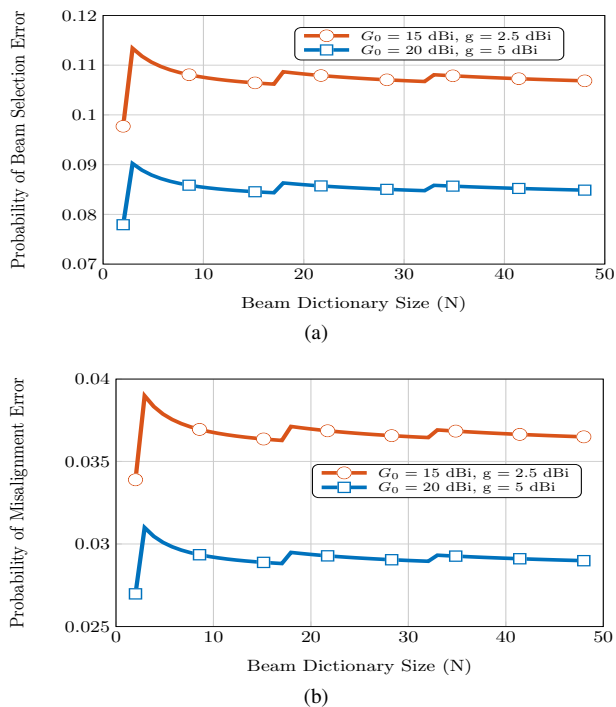 Probability of Beam Selection Error
0.12
0.11
0.1
0.09
0.08
0.07
G₀ = 15 dBi, g = 2.5 dBi
G₀ = 20 dBi, g = 5 dBi
0
10
20
30
40
50
Beam Dictionary Size (N)
(a)
Probability of Misalignment Error
0.04
0.035
0.03
0.025
G₀ = 15 dBi, g = 2.5 dBi
G₀ = 20 dBi, g = 5 dBi
0
10
20
30
40
50
Beam Dictionary Size (N)
(b)